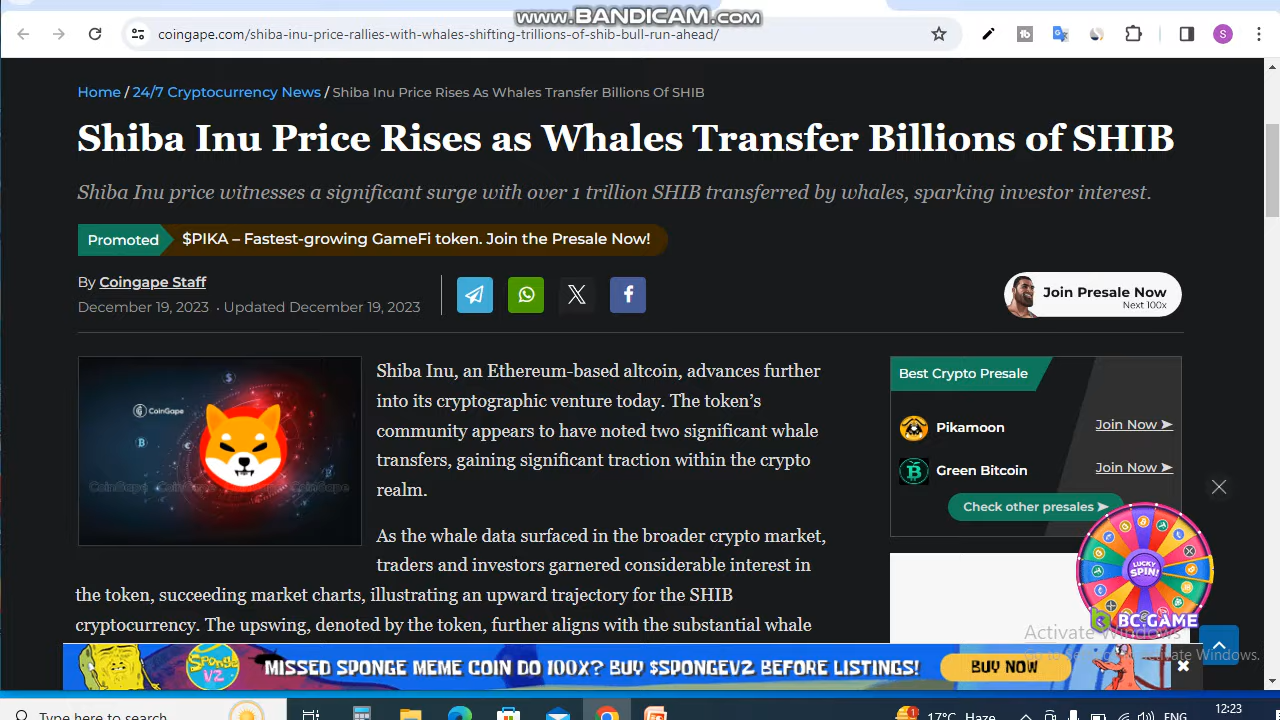 www.BANDICAM.com
coingape.com/shiba-inu-price-rallies-with-whales-shifting-trillions-of-shib-bull-run-ahead/
S
Home / 24/7 Cryptocurrency News / Shiba Inu Price Rises As Whales Transfer Billions Of SHIB
Shiba Inu Price Rises as Whales Transfer Billions of SHIB
Shiba Inu price witnesses a significant surge with over 1 trillion SHIB transferred by whales, sparking investor interest.
Promoted $PIKA – Fastest-growing GameFi token. Join the Presale Now!
By Coingape Staff
December 19, 2023 · Updated December 19, 2023
Join Presale Now
Next 100x
CoinGape
Shiba Inu, an Ethereum-based altcoin, advances further
into its cryptographic venture today. The token’s
community appears to have noted two significant whale
transfers, gaining significant traction within the crypto
realm.
As the whale data surfaced in the broader crypto market,
traders and investors garnered considerable interest in
the token, succeeding market charts, illustrating an upward trajectory for the SHIB
cryptocurrency. The upswing, denoted by the token, further aligns with the substantial whale
Best Crypto Presale
Pikamoon Join Now ➤
Green Bitcoin Join Now ➤
Check other presales ➤
LUCKY
SPIN!
BC.GAME
Activate Windows
SPONGE
V2
MISSED SPONGE MEME COIN DO 100X? BUY $SPONGEV2 BEFORE LISTINGS!
BUY NOW
Type here to search
1
17°C Haze
ENG
12:23